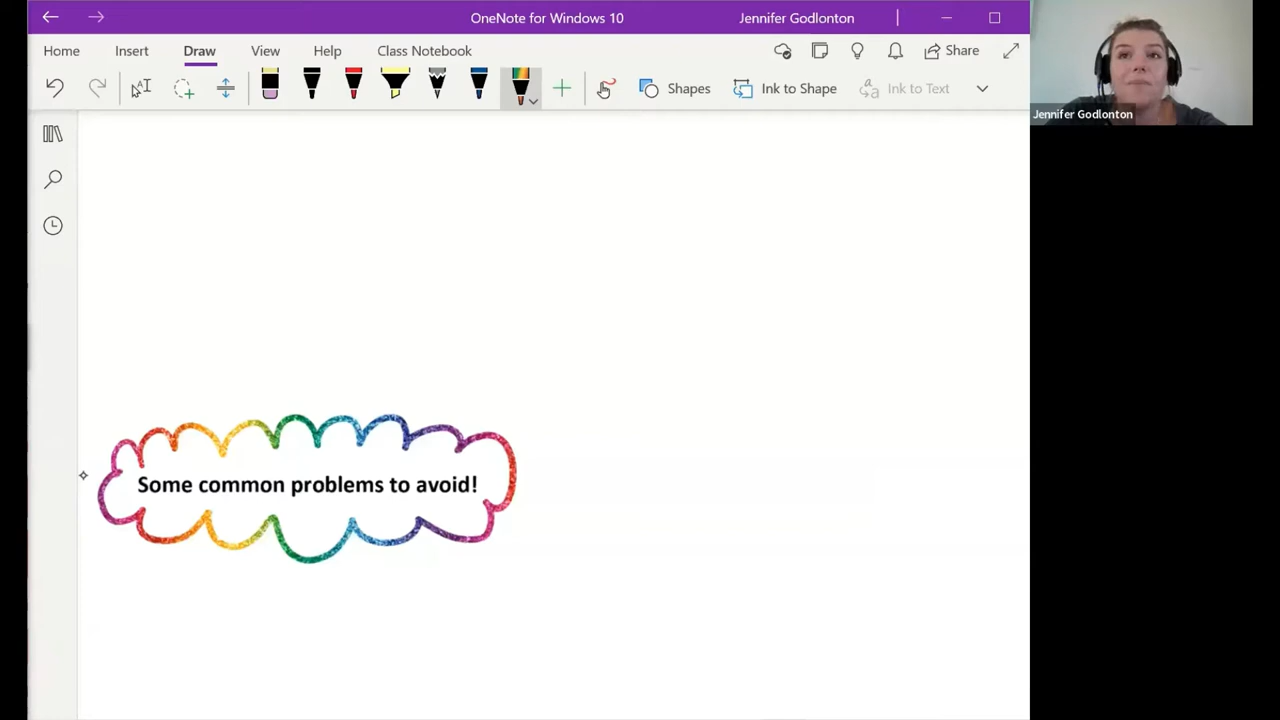 OneNote for Windows 10
Jennifer Godlonton
Home Insert Draw View Help Class Notebook
Share
Shapes Ink to Shape Ink to Text
Jennifer Godlonton
Some common problems to avoid!